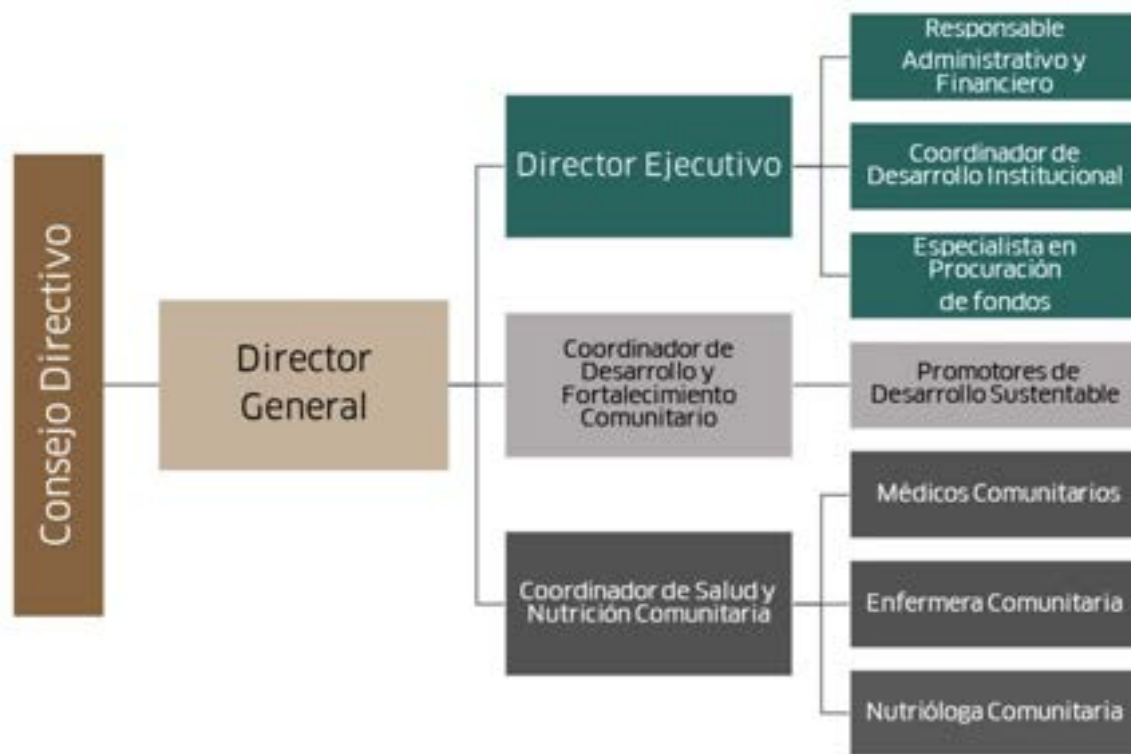 Consejo Directivo
Director
General
Director Ejecutivo
Responsable
Administrativo y
Financiero
Coordinador de
Desarrollo Institucional
Especialista en
Procuración
de fondos
Coordinador de
Desarrollo y
Fortalecimiento
Comunitario
Promotores de
Desarrollo Sustentable
Coordinador de Salud y
Nutrición Comunitaria
Médicos Comunitarios
Enfermera Comunitaria
Nutrióloga Comunitaria